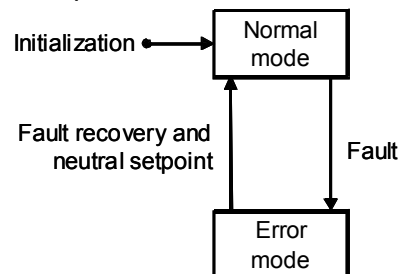 Initialization
Normal
mode
Fault recovery and
neutral setpoint
Fault
Error
mode